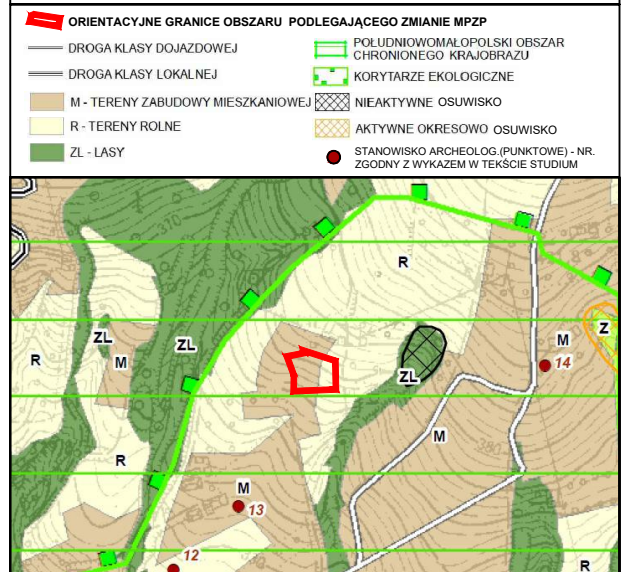 ORIENTACYJNE GRANICE OBSZARU PODLEGAJĄCEGO ZMIANIE MPZP
DROGA KLASY DOJAZDOWEJ
DROGA KLASY LOKALNEJ
M - TERENY ZABUDOWY MIESZKANIOWEJ
R - TERENY ROLNE
ZL - LASY
POŁUDNIOWOMAŁOPOLSKI OBSZAR
CHRONIONEGO KRAJOBRAZU
KORYTARZE EKOLOGICZNE
NIEAKTYWNE OSUWISKO
AKTYWNE OKRESOWO OSUWISKO
STANOWISKO ARCHEOLOG.(PUNKTOWE) - NR.
ZGODNY Z WYKAZEM W TEKŚCIE STUDIUM
370
R
ZL
ZL
M
R
ZL
M
Z
14
M
380
R
M
13
12
R